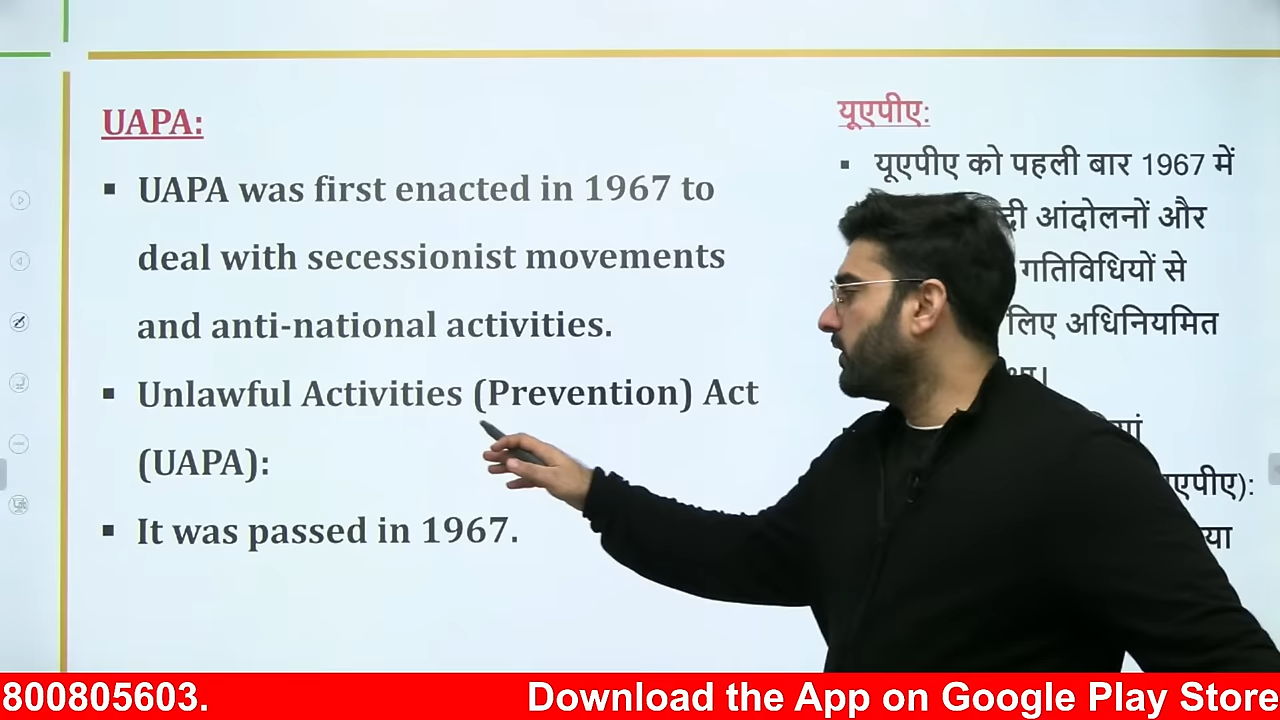 UAPA:
▪ UAPA was first enacted in 1967 to
deal with secessionist movements
and anti-national activities.
▪ Unlawful Activities (Prevention) Act
(UAPA):
▪ It was passed in 1967.
यूएपीए:
▪ यूएपीए को पहली बार 1967 में
आंदोलनों और
गतिविधियों से
लिए अधिनियमित
800805603.
Download the App on Google Play Store